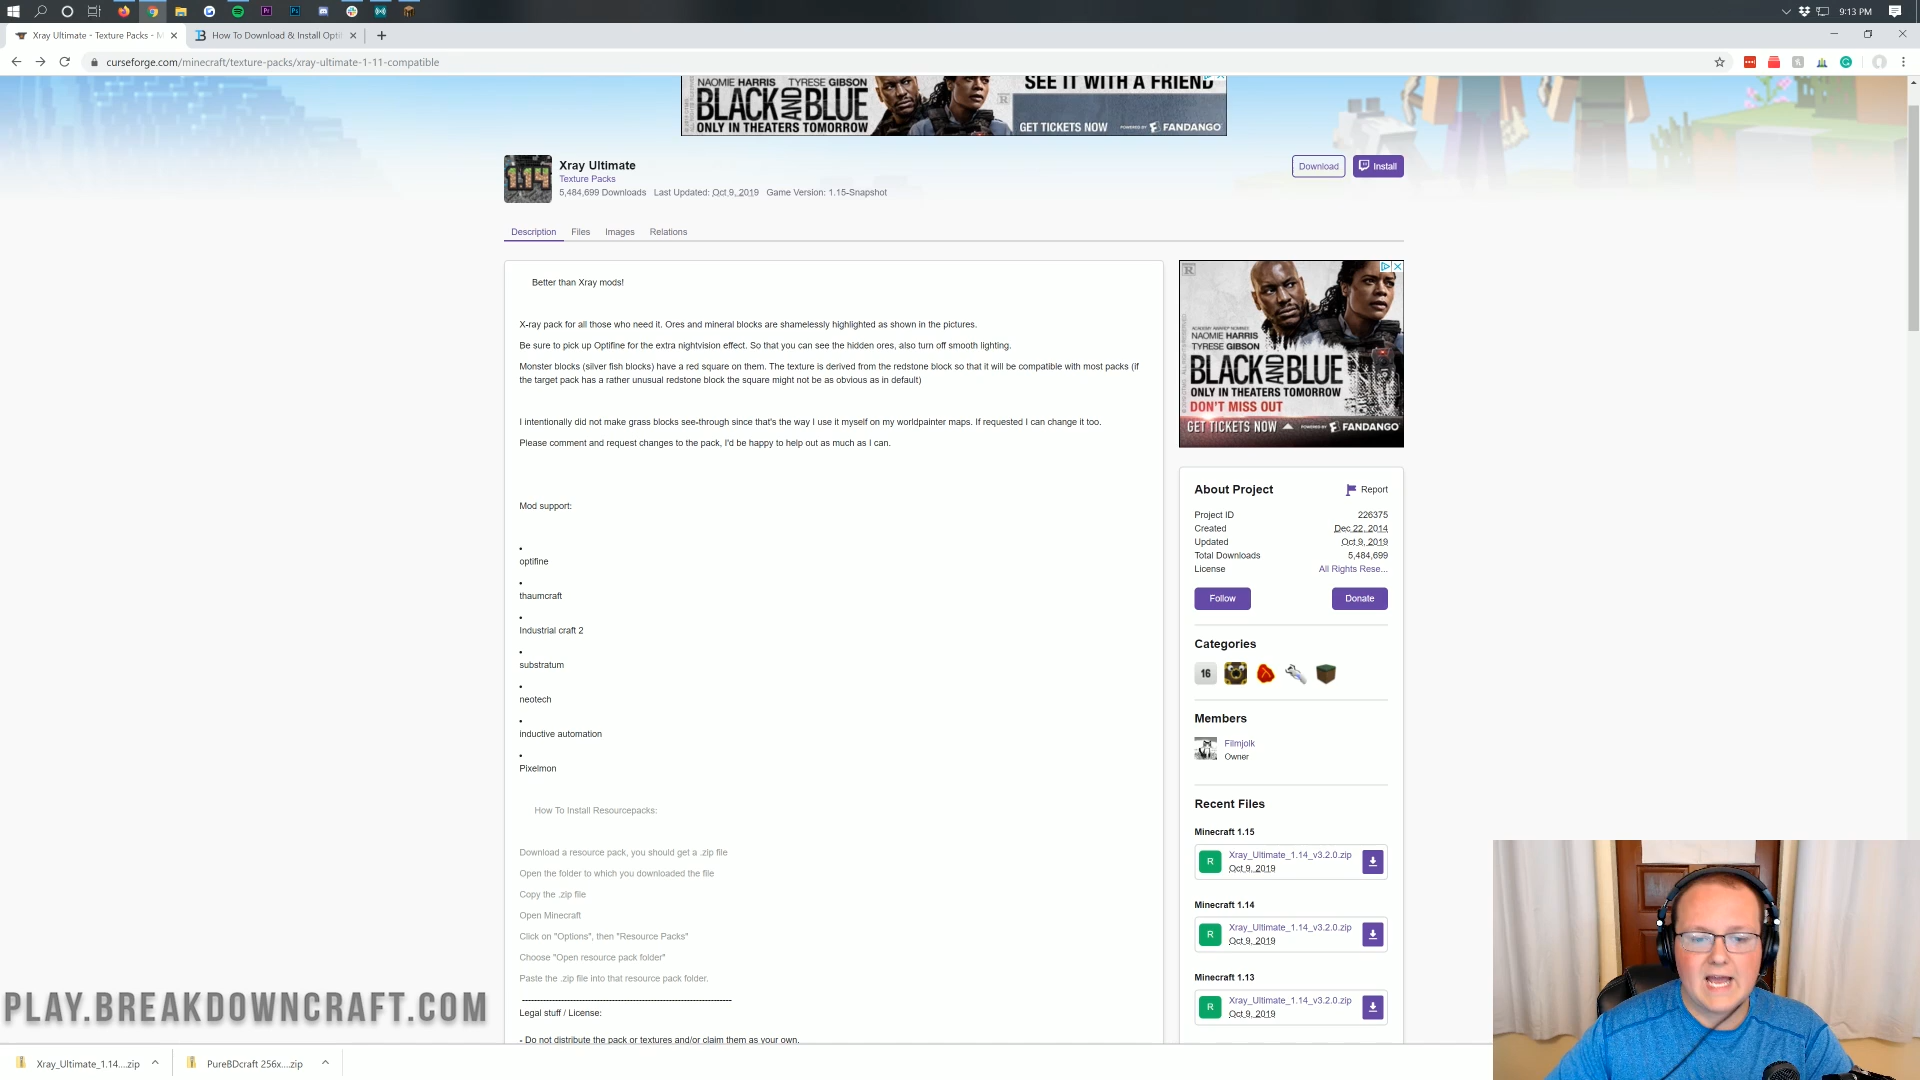 9:13 PM
Xray Ultimate - Texture Packs - M
How To Download & Install Opti
curseforge.com/minecraft/texture-packs/xray-ultimate-1-11-compatible
NAOMIE HARRIS TYRESE GIBSON
BLACK AND BLUE
ONLY IN THEATERS TOMORROW
SEE IT WITH A FRIEND
R
GET TICKETS NOW POWERED BY FANDANGO
1.14
Xray Ultimate
Texture Packs
5,484,699 Downloads Last Updated: Oct 9, 2019 Game Version: 1.15-Snapshot
Download
Install
Description Files Images Relations
Better than Xray mods!
X-ray pack for all those who need it. Ores and mineral blocks are shamelessly highlighted as shown in the pictures.
Be sure to pick up Optifine for the extra nightvision effect. So that you can see the hidden ores, also turn off smooth lighting.
Monster blocks (silver fish blocks) have a red square on them. The texture is derived from the redstone block so that it will be compatible with most packs (if
the target pack has a rather unusual redstone block the square might not be as obvious as in default)
I intentionally did not make grass blocks see-through since that's the way I use it myself on my worldpainter maps. If requested I can change it too.
Please comment and request changes to the pack, I'd be happy to help out as much as I can.
Mod support:
• optifine
• thaumcraft
• Industrial craft 2
• substratum
• neotech
• inductive automation
• Pixelmon
How To Install Resourcepacks:
Download a resource pack, you should get a .zip file
Open the folder to which you downloaded the file
Copy the .zip file
Open Minecraft
Click on "Options", then "Resource Packs"
Choose "Open resource pack folder"
Paste the .zip file into that resource pack folder.
-----------------------------------------------------------------------
Legal stuff / License:
- Do not distribute the pack or textures and/or claim them as your own.
R
ACADEMY AWARD NOMINEE
NAOMIE HARRIS
TYRESE GIBSON
BLACK AND BLUE
ONLY IN THEATERS TOMORROW
DON'T MISS OUT
GET TICKETS NOW POWERED BY FANDANGO
About Project
Report
Project ID 226375
Created Dec 22, 2014
Updated Oct 9, 2019
Total Downloads 5,484,699
License All Rights Rese...
Follow
Donate
Categories
16
Members
Filmjolk
Owner
Recent Files
Minecraft 1.15
R Xray_Ultimate_1.14_v3.2.0.zip
Oct 9, 2019
Minecraft 1.14
R Xray_Ultimate_1.14_v3.2.0.zip
Oct 9, 2019
Minecraft 1.13
R Xray_Ultimate_1.14_v3.2.0.zip
Oct 9, 2019
PLAY.BREAKDOWNCRAFT.COM
Xray_Ultimate_1.14....zip
PureBDcraft 256x....zip